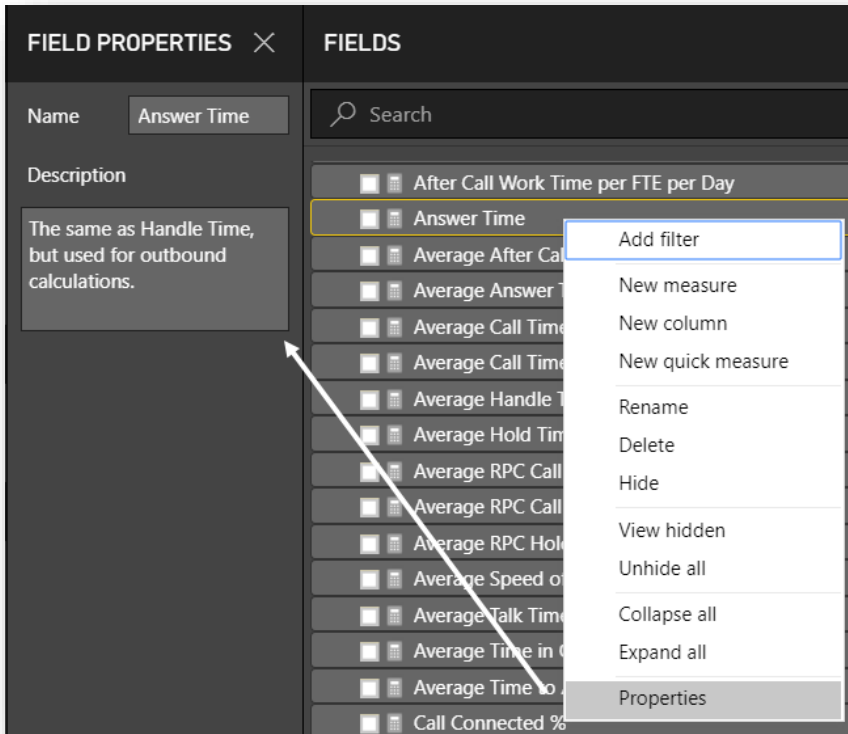 FIELD PROPERTIES
Name
Answer Time
Description
The same as Handle Time,
but used for outbound
calculations.
FIELDS
Search
After Call Work Time per FTE per Day
Answer Time
Average After Cal
Average Answer T
Average Call Time
Average Call Time
Average Handle T
Average Hold Tim
Average RPC Call
Average RPC Call
Average RPC Hol
Average Speed of
Average Talk Time
Average Time in
Average Time to
Call Connected %
Add filter
New measure
New column
New quick measure
Rename
Delete
Hide
View hidden
Unhide all
Collapse all
Expand all
Properties